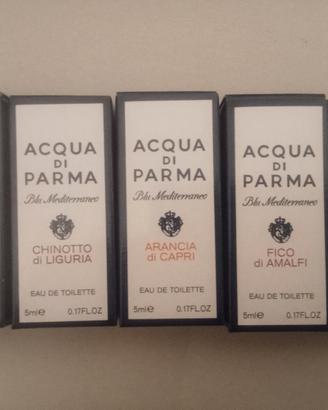 ACQUA
DI
PARMA
Blu Mediterraneo
CHINOTTO
di LIGURIA
EAU DE TOILETTE
5ml℮ 0.17FL.OZ
ACQUA
DI
PARMA
Blu Mediterraneo
ARANCIA
di CAPRI
EAU DE TOILETTE
5ml℮ 0.17FL.OZ
ACQUA
DI
PARMA
Blu Mediterraneo
FICO
di AMALFI
EAU DE TOILETTE
5ml℮ 0.17FL.OZ